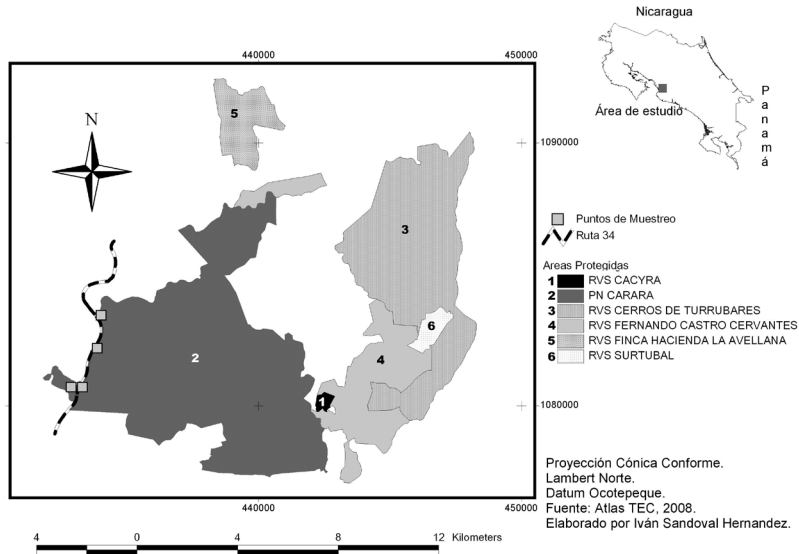 Nicaragua
Panamá
Área de estudio
440000
450000
5
N
1090000
3
Puntos de Muestreo
Ruta 34
Areas Protegidas
1 RVS CACYRA
2 PN CARARA
3 RVS CERROS DE TURRUBARES
4 RVS FERNANDO CASTRO CERVANTES
5 RVS FINCA HACIENDA LA AVELLANA
6 RVS SURTUBAL
6
2
4
1
1080000
440000
450000
Proyección Cónica Conforme.
Lambert Norte.
Datum Ocotepeque.
Fuente: Atlas TEC, 2008.
Elaborado por Iván Sandoval Hernandez.
4 0 4 8 12 Kilometers